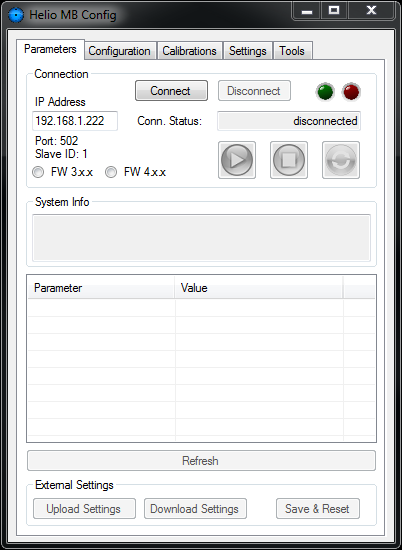 Helio MB Config
Parameters Configuration Calibrations Settings Tools
Connection
Connect Disconnect
IP Address
192.168.1.222 Conn. Status: disconnected
Port: 502
Slave ID: 1
FW 3.x.x FW 4.x.x
System Info
Parameter Value
Refresh
External Settings
Upload Settings Download Settings Save & Reset